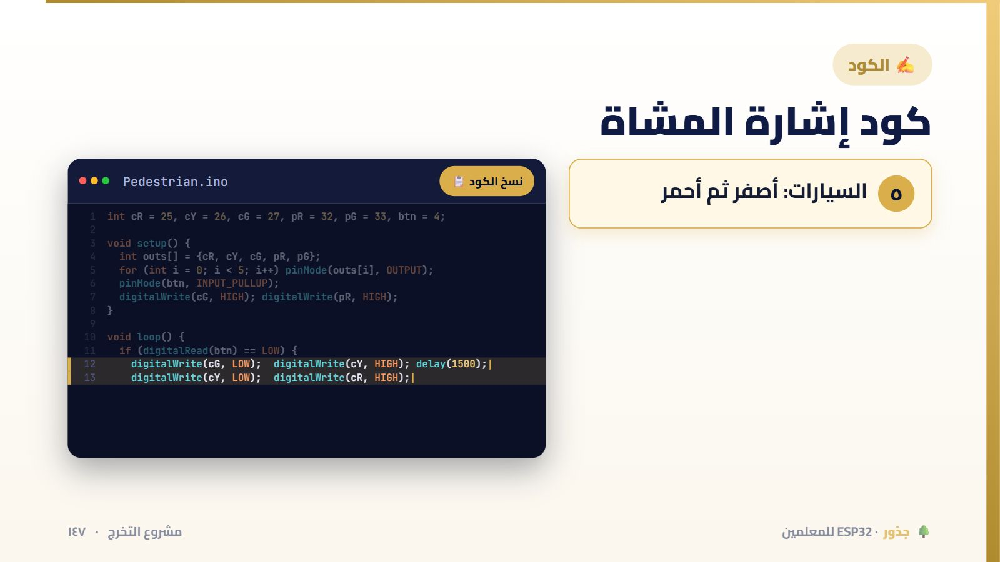 ✍️ الكود
كود إشارة المشاة
٥ السيارات: أصفر ثم أحمر
Pedestrian.ino
نسخ الكود 📋
1 int cR = 25, cY = 26, cG = 27, pR = 32, pG = 33, btn = 4;
2
3 void setup() {
4   int outs[] = {cR, cY, cG, pR, pG};
5   for (int i = 0; i < 5; i++) pinMode(outs[i], OUTPUT);
6   pinMode(btn, INPUT_PULLUP);
7   digitalWrite(cG, HIGH); digitalWrite(pR, HIGH);
8 }
9
10 void loop() {
11   if (digitalRead(btn) == LOW) {
12     digitalWrite(cG, LOW);  digitalWrite(cY, HIGH); delay(1500);|
13     digitalWrite(cY, LOW);  digitalWrite(cR, HIGH);|
🌳 جذور · ESP32 للمعلمين
مشروع التخرج · ١٤٧